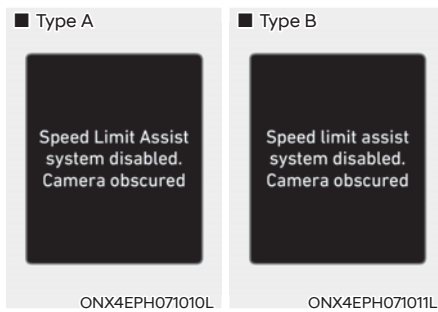 ■ Type A
Speed Limit Assist
system disabled.
Camera obscured
ONX4EPH071010L
■ Type B
Speed limit assist
system disabled.
Camera obscured
ONX4EPH071011L